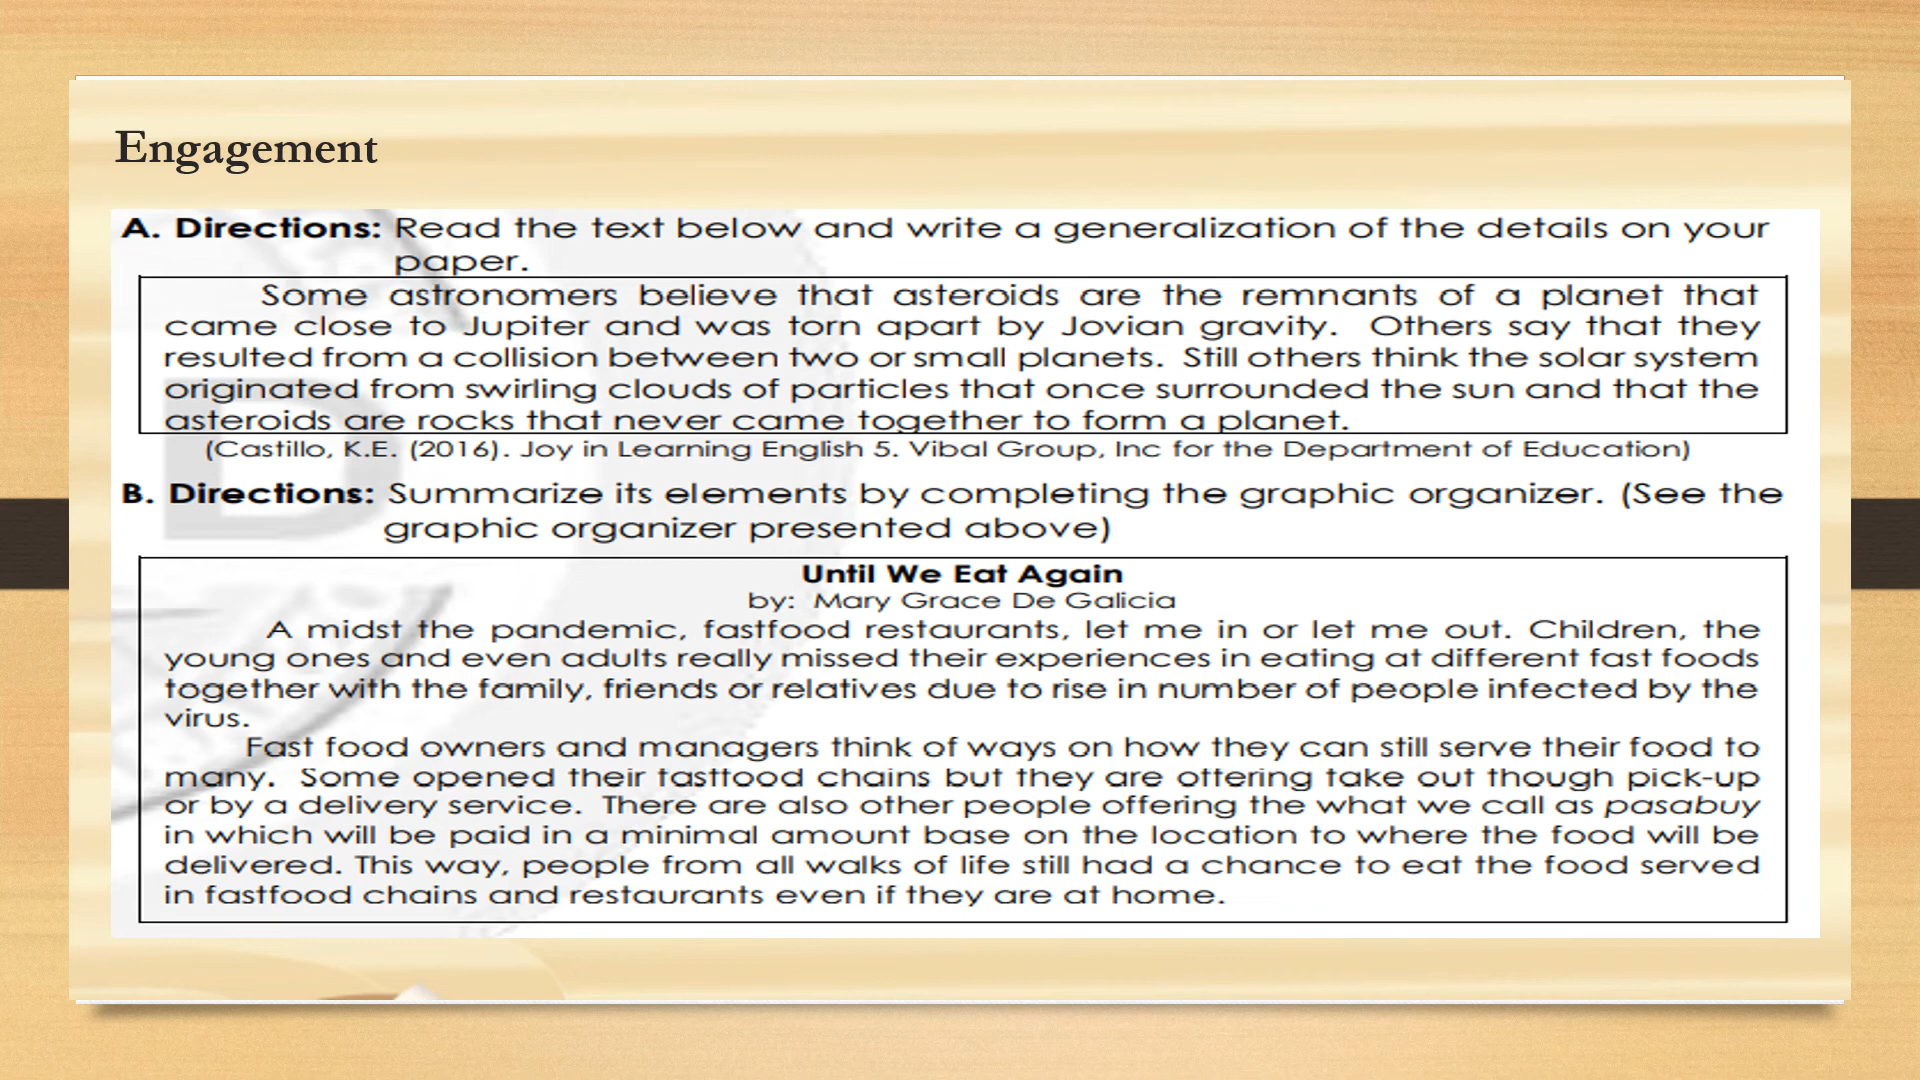 Engagement
A. Directions: Read the text below and write a generalization of the details on your
paper.
Some astronomers believe that asteroids are the remnants of a planet that
came close to Jupiter and was torn apart by Jovian gravity. Others say that they
resulted from a collision between two or small planets. Still others think the solar system
originated from swirling clouds of particles that once surrounded the sun and that the
asteroids are rocks that never came together to form a planet.
(Castillo, K.E. (2016). Joy in Learning English 5. Vibal Group, Inc for the Department of Education)
B. Directions: Summarize its elements by completing the graphic organizer. (See the
graphic organizer presented above)
Until We Eat Again
by: Mary Grace De Galicia
A midst the pandemic, fastfood restaurants, let me in or let me out. Children, the
young ones and even adults really missed their experiences in eating at different fast foods
together with the family, friends or relatives due to rise in number of people infected by the
virus.
Fast food owners and managers think of ways on how they can still serve their food to
many. Some opened their fastfood chains but they are offering take out though pick-up
or by a delivery service. There are also other people offering the what we call as pasabuy
in which will be paid in a minimal amount base on the location to where the food will be
delivered. This way, people from all walks of life still had a chance to eat the food served
in fastfood chains and restaurants even if they are at home.